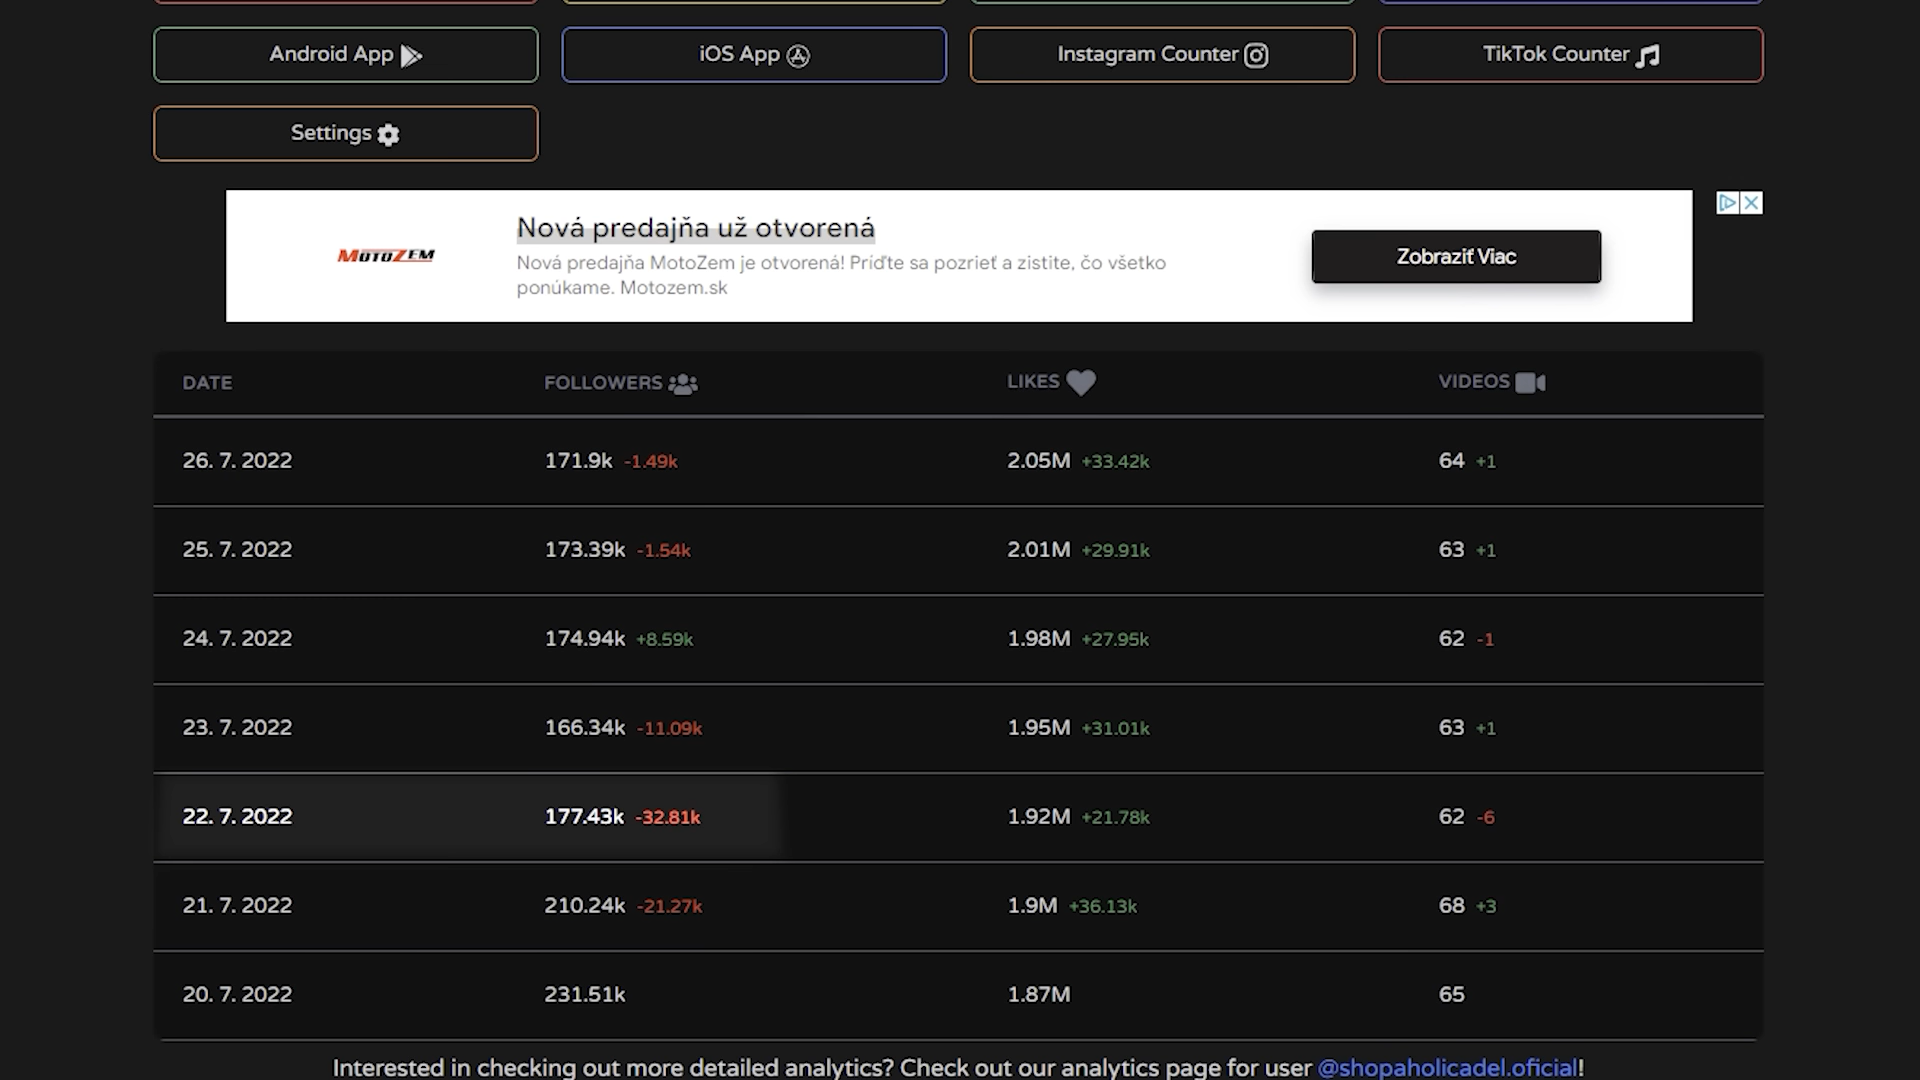 Android App
iOS App
Instagram Counter
TikTok Counter
Settings
MOTOZEM
Nová predajňa už otvorená
Nová predajňa MotoZem je otvorená! Príďte sa pozrieť a zistite, čo všetko
ponúkame. Motozem.sk
Zobraziť Viac
DATE FOLLOWERS LIKES VIDEOS
26. 7. 2022 171.9k -1.49k 2.05M +33.42k 64 +1
25. 7. 2022 173.39k -1.54k 2.01M +29.91k 63 +1
24. 7. 2022 174.94k +8.59k 1.98M +27.95k 62 -1
23. 7. 2022 166.34k -11.09k 1.95M +31.01k 63 +1
22. 7. 2022 177.43k -32.81k 1.92M +21.78k 62 -6
21. 7. 2022 210.24k -21.27k 1.9M +36.13k 68 +3
20. 7. 2022 231.51k 1.87M 65
Interested in checking out more detailed analytics? Check out our analytics page for user @shopaholicadel.oficial!